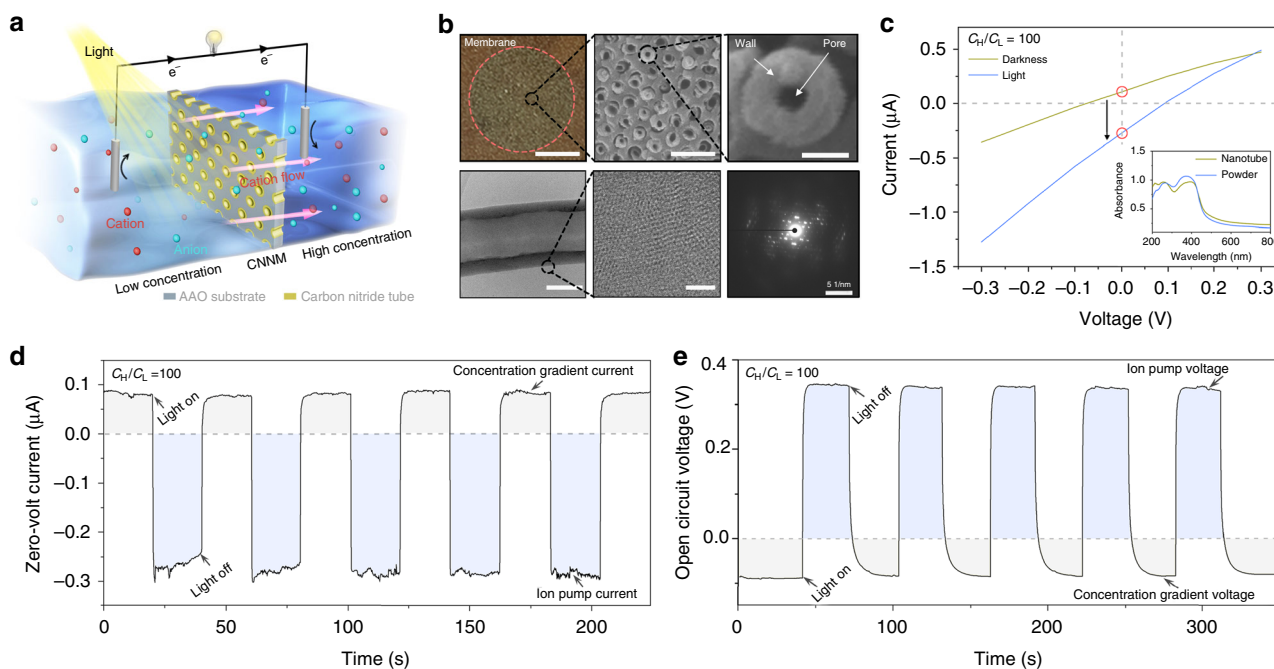 a
Light
e⁻
e⁻
Cation flow
Cation
Anion
Low concentration
CNNM
High concentration
AAO substrate
Carbon nitride tube
b
Membrane
Wall
Pore
5 1/nm
c
C_H/C_L = 100
Darkness
Light
Current (μA)
0.5
0.0
−0.5
−1.0
−1.5
−0.3
−0.2
−0.1
0.0
0.1
0.2
0.3
Voltage (V)
Nanotube
Powder
Absorbance
1.5
1.0
0.5
200
400
600
800
Wavelength (nm)
d
C_H/C_L =100
Concentration gradient current
Light on
Light off
Ion pump current
Zero-volt current (μA)
0.1
0.0
−0.1
−0.2
−0.3
0
50
100
150
200
Time (s)
e
C_H/C_L = 100
Ion pump voltage
Light off
Light on
Concentration gradient voltage
Open circuit voltage (V)
0.4
0.2
0.0
0
100
200
300
Time (s)